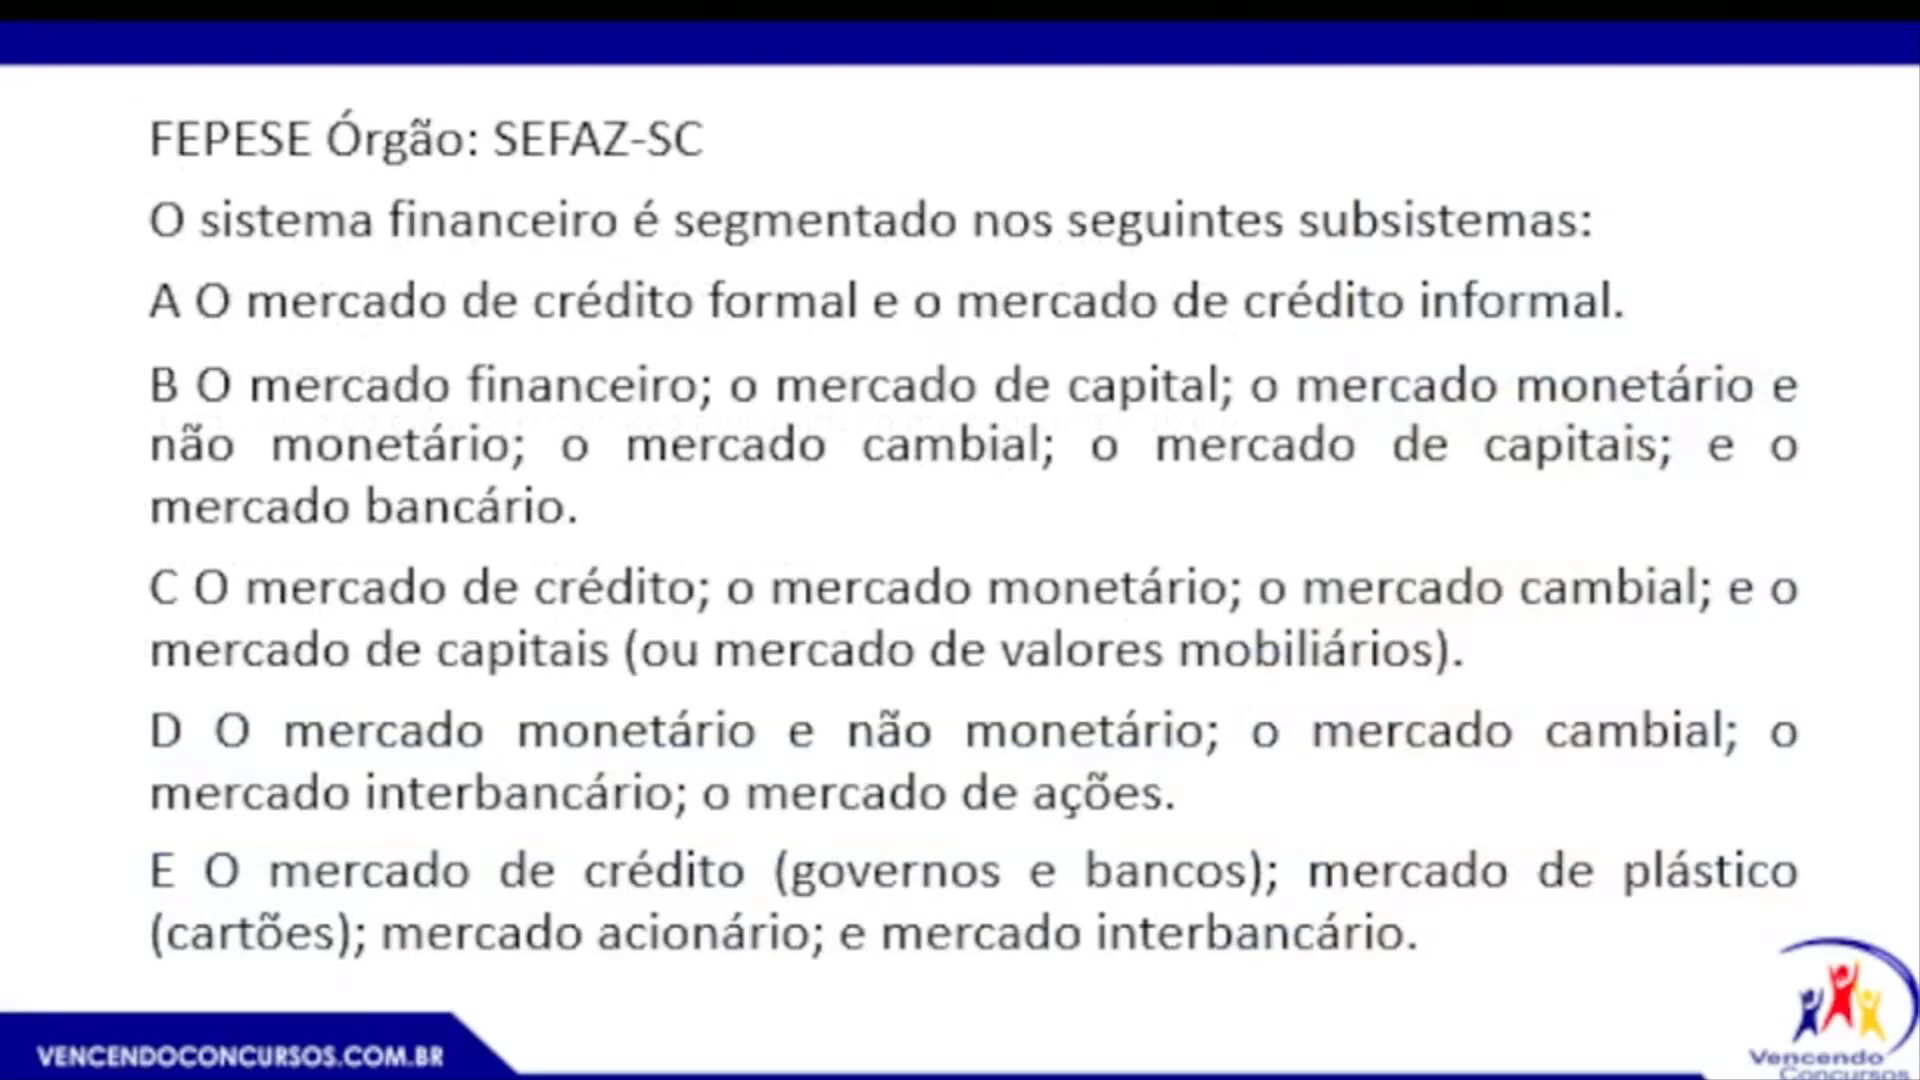 FEPESE Órgão: SEFAZ-SC
O sistema financeiro é segmentado nos seguintes subsistemas:
A O mercado de crédito formal e o mercado de crédito informal.
B O mercado financeiro; o mercado de capital; o mercado monetário e
não monetário; o mercado cambial; o mercado de capitais; e o
mercado bancário.
C O mercado de crédito; o mercado monetário; o mercado cambial; e o
mercado de capitais (ou mercado de valores mobiliários).
D O mercado monetário e não monetário; o mercado cambial; o
mercado interbancário; o mercado de ações.
E O mercado de crédito (governos e bancos); mercado de plástico
(cartões); mercado acionário; e mercado interbancário.
VENCENDOCONCURSOS.COM.BR
Vencendo
Concursos